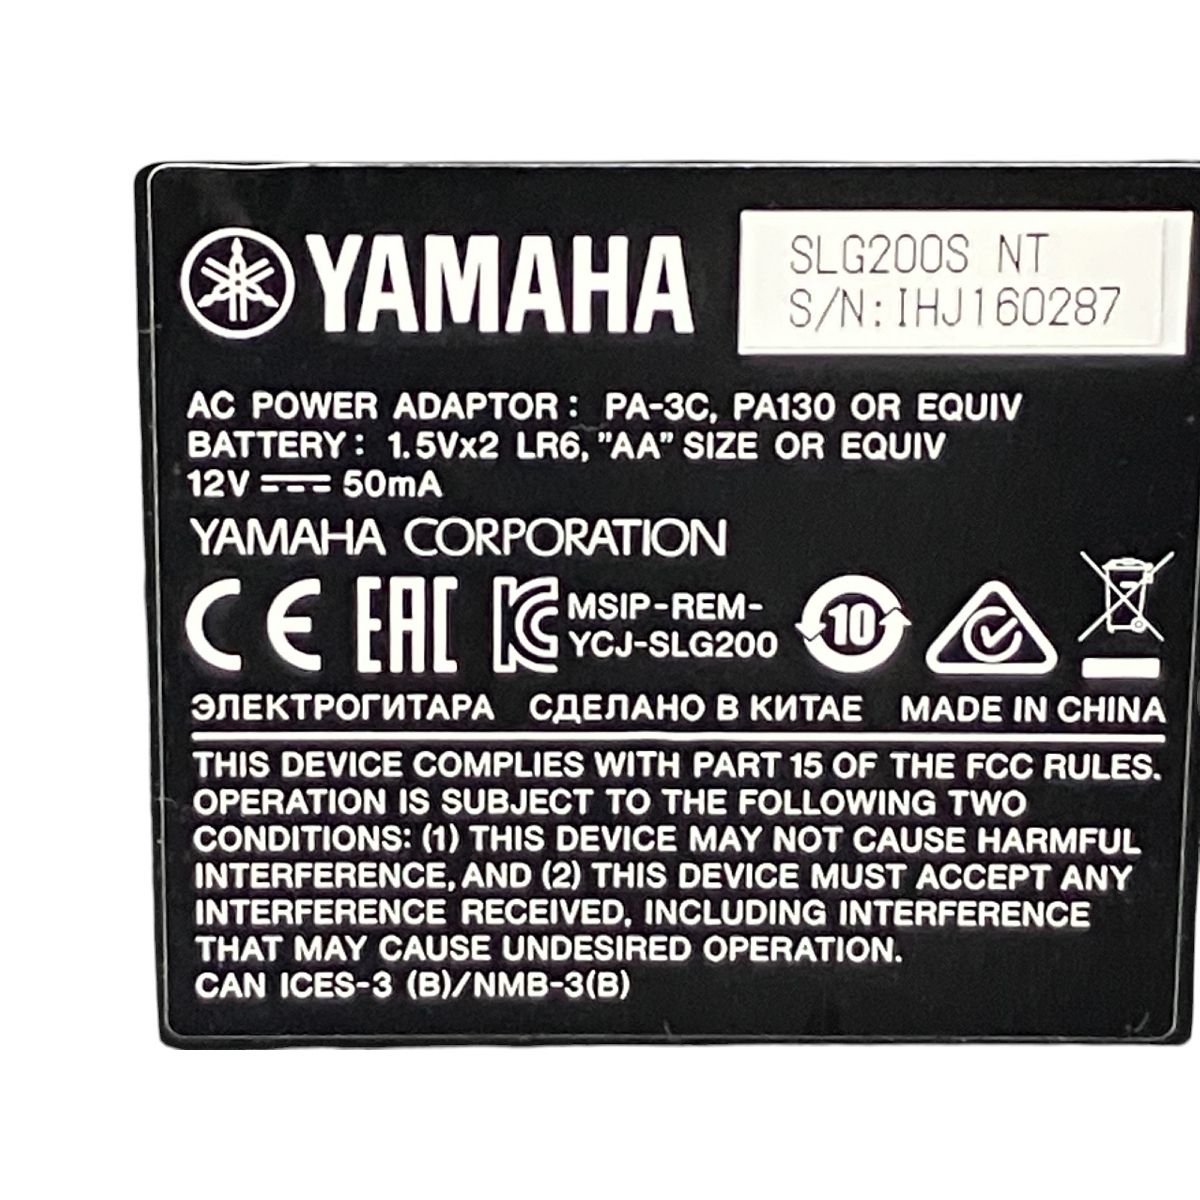 YAMAHA
SLG200S NT
S/N: IHJ160287
AC POWER ADAPTOR : PA-3C, PA130 OR EQUIV
BATTERY : 1.5Vx2 LR6, "AA" SIZE OR EQUIV
12V ⎓ 50mA
YAMAHA CORPORATION
CE EAC KC MSIP-REM-
YCJ-SLG200
10
ЭЛЕКТРОГИТАРА СДЕЛАНО В КИТАЕ MADE IN CHINA
THIS DEVICE COMPLIES WITH PART 15 OF THE FCC RULES.
OPERATION IS SUBJECT TO THE FOLLOWING TWO
CONDITIONS: (1) THIS DEVICE MAY NOT CAUSE HARMFUL
INTERFERENCE, AND (2) THIS DEVICE MUST ACCEPT ANY
INTERFERENCE RECEIVED, INCLUDING INTERFERENCE
THAT MAY CAUSE UNDESIRED OPERATION.
CAN ICES-3 (B)/NMB-3(B)